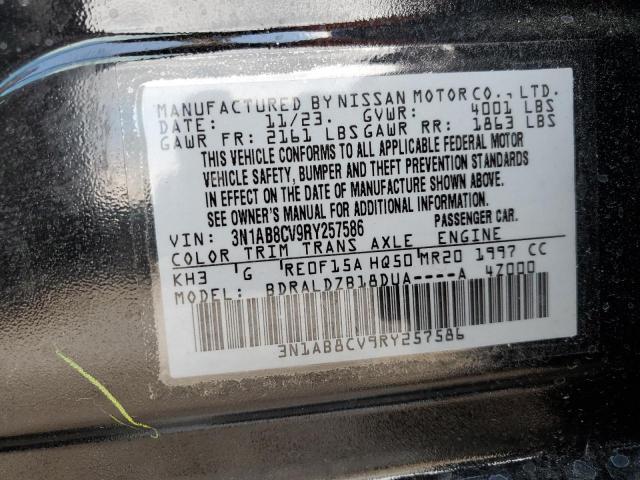 MANUFACTURED BY NISSAN MOTOR CO., LTD.
DATE: 11/23. GVWR: 4001 LBS
GAWR FR: 2161 LBS GAWR RR: 1863 LBS
THIS VEHICLE CONFORMS TO ALL APPLICABLE FEDERAL MOTOR
VEHICLE SAFETY, BUMPER AND THEFT PREVENTION STANDARDS
IN EFFECT ON THE DATE OF MANUFACTURE SHOWN ABOVE.
SEE OWNER'S MANUAL FOR ADDITIONAL INFORMATION.
VIN: 3N1AB8CV9RY257586 PASSENGER CAR.
COLOR TRIM TRANS AXLE ENGINE
KH3 G RE0F15A HQ50 MR20 1997 CC
MODEL: BDRALDZB18DUA----A 4Z000
3N1AB8CV9RY257586